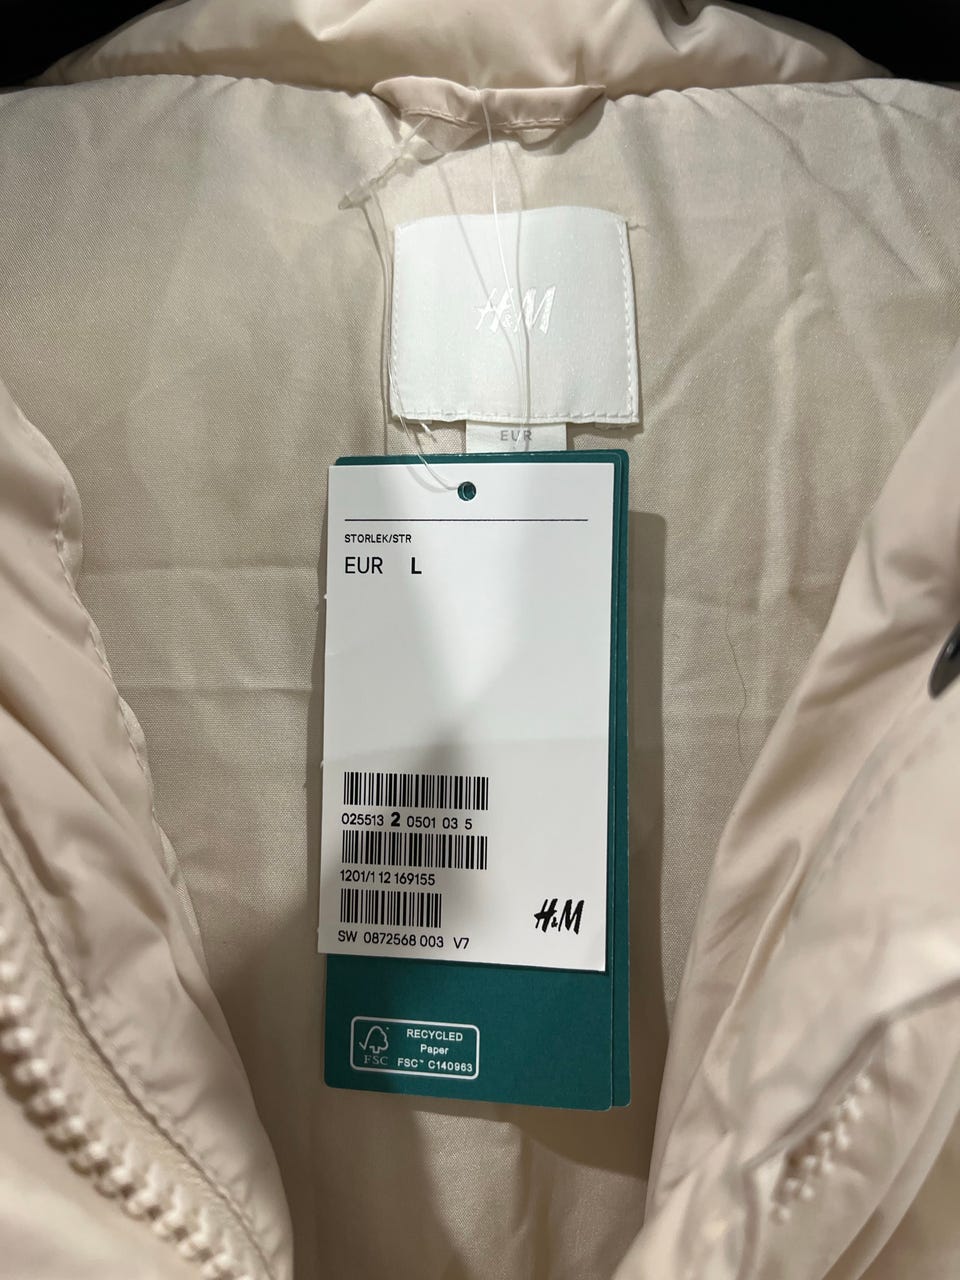 H&M
EUR
STORLEK/STR
EUR L
025513 2 0501 03 5
1201/1 12 169155
SW 0872568 003 V7
H&M
RECYCLED
Paper
FSC FSC™ C140963